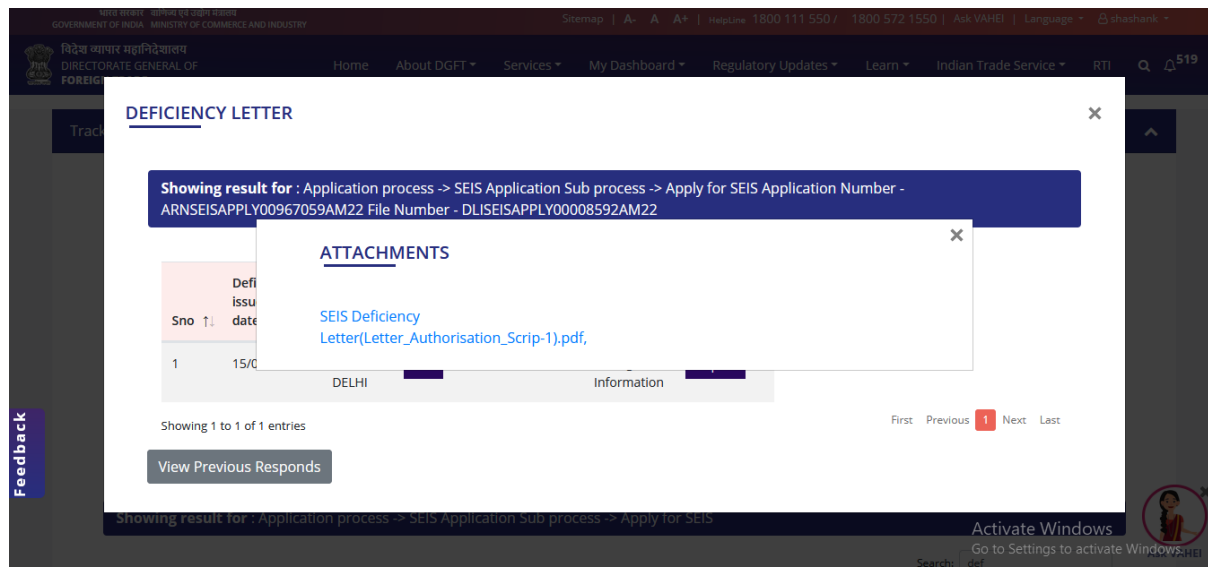 भारत सरकार वाणिज्य एवं उद्योग मंत्रालय
GOVERNMENT OF INDIA MINISTRY OF COMMERCE AND INDUSTRY
Sitemap | A- A A+ | HelpLine 1800 111 550 / 1800 572 1550 | Ask VAHEI | Language shashank
विदेश व्यापार महानिदेशालय
DIRECTORATE GENERAL OF
FOREIG
Home About DGFT Services My Dashboard Regulatory Updates Learn Indian Trade Service RTI 519
DEFICIENCY LETTER ×
Track
Showing result for : Application process -> SEIS Application Sub process -> Apply for SEIS Application Number -
ARNSEISAPPLY00967059AM22 File Number - DLISEISAPPLY00008592AM22
ATTACHMENTS ×
SEIS Deficiency
Letter(Letter_Authorisation_Scrip-1).pdf,
Defi
issu
Sno ↑↓ date
1 15/0
DELHI Information
Showing 1 to 1 of 1 entries
First Previous 1 Next Last
View Previous Responds
Feedback
Showing result for : Application process -> SEIS Application Sub process -> Apply for SEIS
Activate Windows
Go to Settings to activate Windows.
Search: def